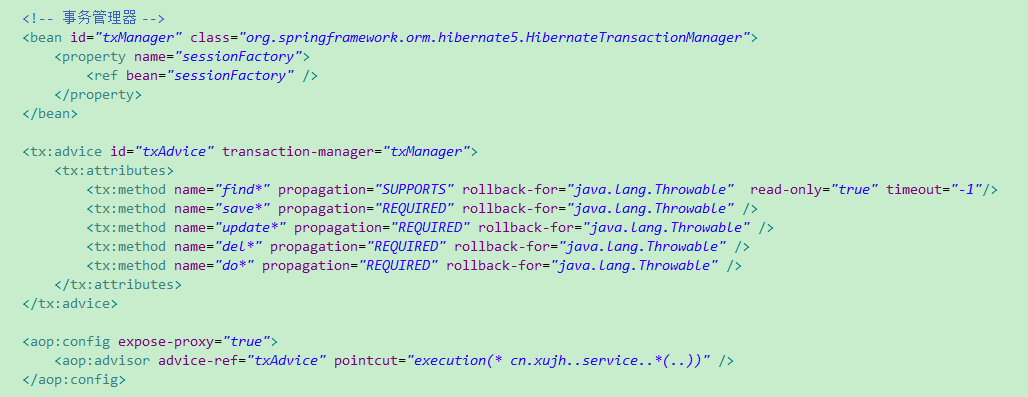 <!-- 事务管理器 -->
<bean id="txManager" class="org.springframework.orm.hibernate5.HibernateTransactionManager">
    <property name="sessionFactory">
        <ref bean="sessionFactory" />
    </property>
</bean>

<tx:advice id="txAdvice" transaction-manager="txManager">
    <tx:attributes>
        <tx:method name="find*" propagation="SUPPORTS" rollback-for="java.lang.Throwable"  read-only="true" timeout="-1"/>
        <tx:method name="save*" propagation="REQUIRED" rollback-for="java.lang.Throwable" />
        <tx:method name="update*" propagation="REQUIRED" rollback-for="java.lang.Throwable" />
        <tx:method name="del*" propagation="REQUIRED" rollback-for="java.lang.Throwable" />
        <tx:method name="do*" propagation="REQUIRED" rollback-for="java.lang.Throwable" />
    </tx:attributes>
</tx:advice>

<aop:config expose-proxy="true">
    <aop:advisor advice-ref="txAdvice" pointcut="execution(* cn.xujh..service..*(..))" />
</aop:config>